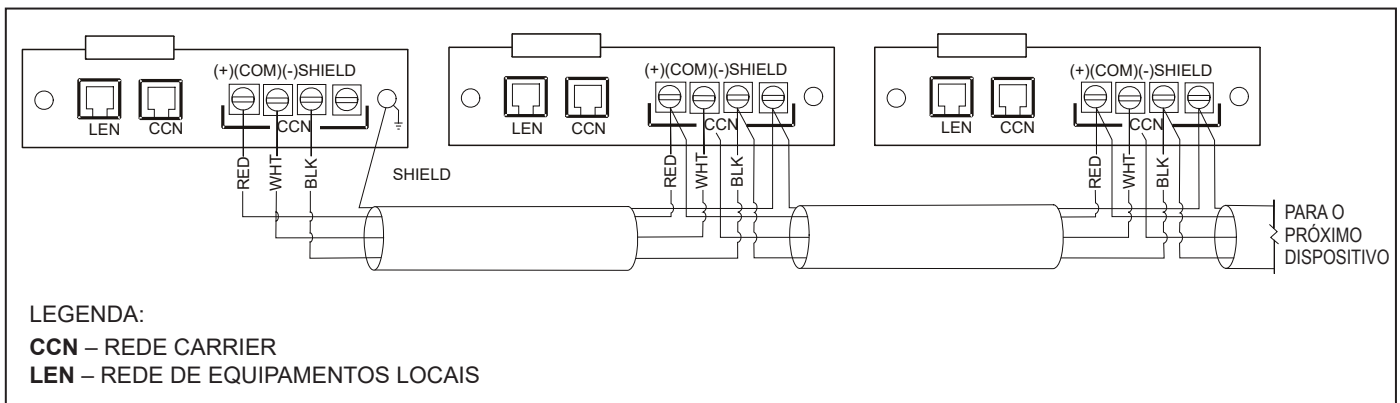 (+)(COM)(-)SHIELD
LEN
CCN
CCN
RED
WHT
BLK
SHIELD
(+)(COM)(-)SHIELD
LEN
CCN
CCN
RED
WHT
BLK
(+)(COM)(-)SHIELD
LEN
CCN
CCN
RED
WHT
BLK
PARA O
PRÓXIMO
DISPOSITIVO
LEGENDA:
CCN – REDE CARRIER
LEN – REDE DE EQUIPAMENTOS LOCAIS